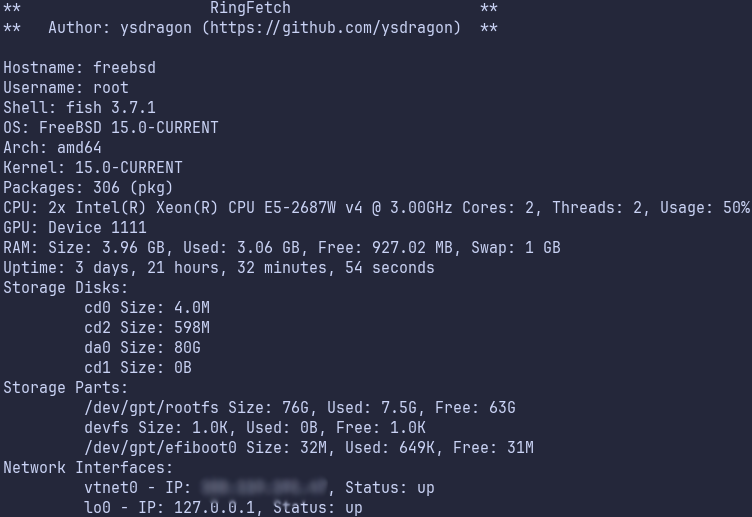 **                     RingFetch                     **
**   Author: ysdragon (https://github.com/ysdragon)  **
Hostname: freebsd
Username: root
Shell: fish 3.7.1
OS: FreeBSD 15.0-CURRENT
Arch: amd64
Kernel: 15.0-CURRENT
Packages: 306 (pkg)
CPU: 2x Intel(R) Xeon(R) CPU E5-2687W v4 @ 3.00GHz Cores: 2, Threads: 2, Usage: 50%
GPU: Device 1111
RAM: Size: 3.96 GB, Used: 3.06 GB, Free: 927.02 MB, Swap: 1 GB
Uptime: 3 days, 21 hours, 32 minutes, 54 seconds
Storage Disks:
cd0 Size: 4.0M
cd2 Size: 598M
da0 Size: 80G
cd1 Size: 0B
Storage Parts:
/dev/gpt/rootfs Size: 76G, Used: 7.5G, Free: 63G
devfs Size: 1.0K, Used: 0B, Free: 1.0K
/dev/gpt/efiboot0 Size: 32M, Used: 649K, Free: 31M
Network Interfaces:
vtnet0 - IP: , Status: up
lo0 - IP: 127.0.0.1, Status: up